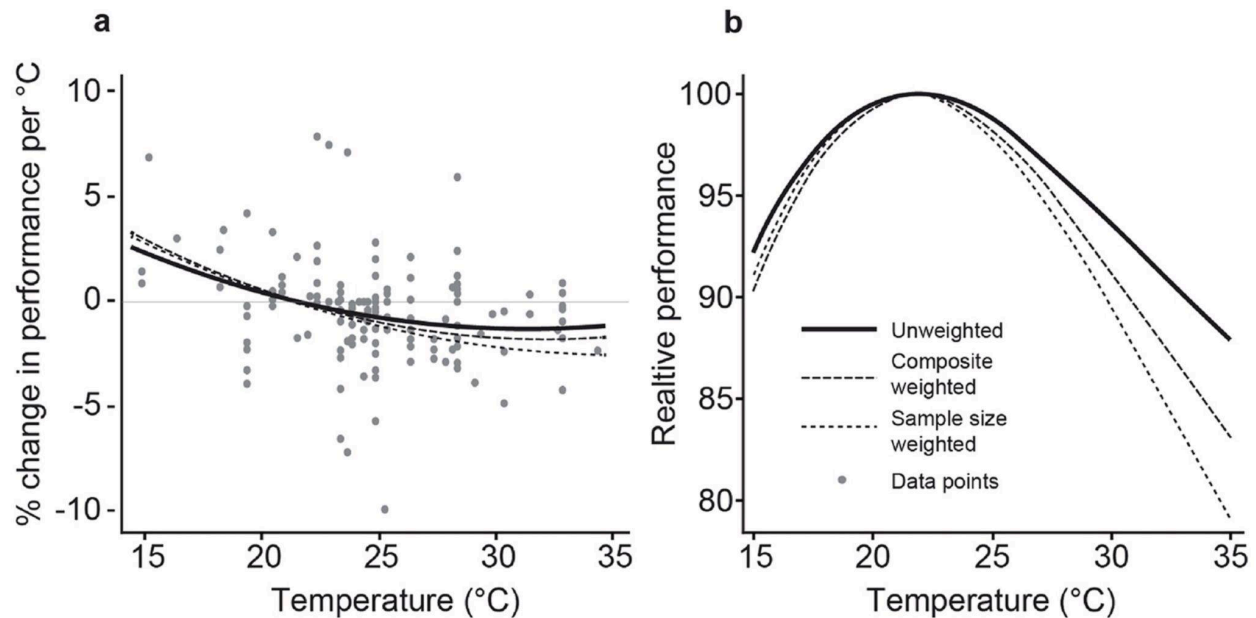 a
% change in performance per °C
10
5
0
-5
-10
15 20 25 30 35
Temperature (°C)
b
Realtive performance
100
95
90
85
80
Unweighted
Composite
weighted
Sample size
weighted
Data points
15 20 25 30 35
Temperature (°C)